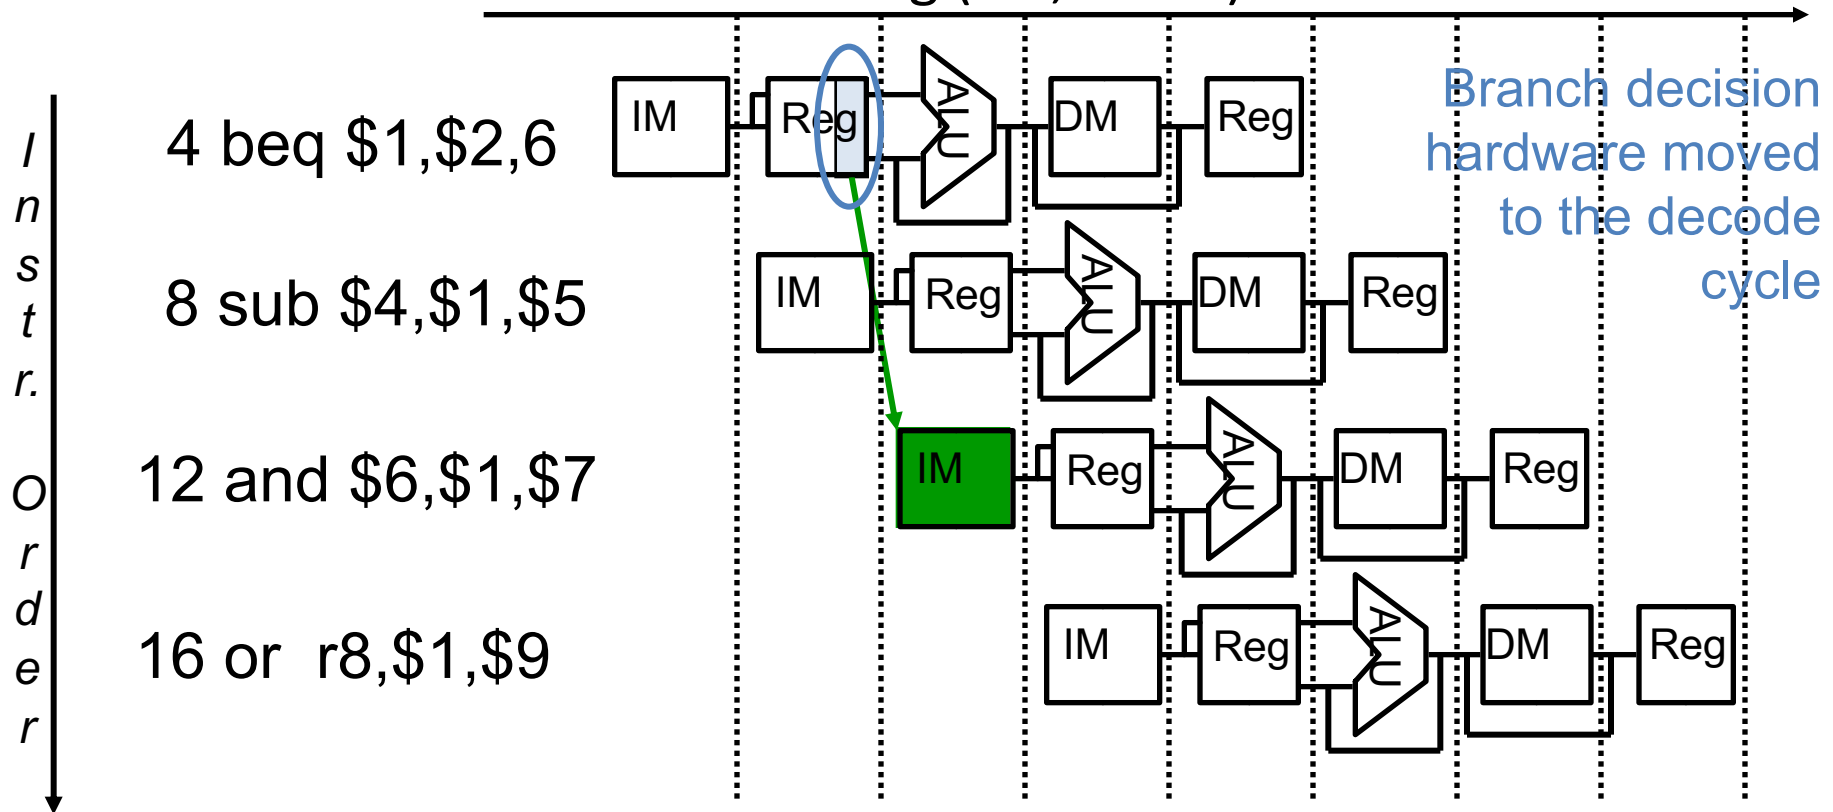 Instr. Order
4 beq $1,$2,6
IM Reg ALU DM Reg
Branch decision
hardware moved
to the decode
cycle
8 sub $4,$1,$5
IM Reg ALU DM Reg
12 and $6,$1,$7
IM Reg ALU DM Reg
16 or r8,$1,$9
IM Reg ALU DM Reg